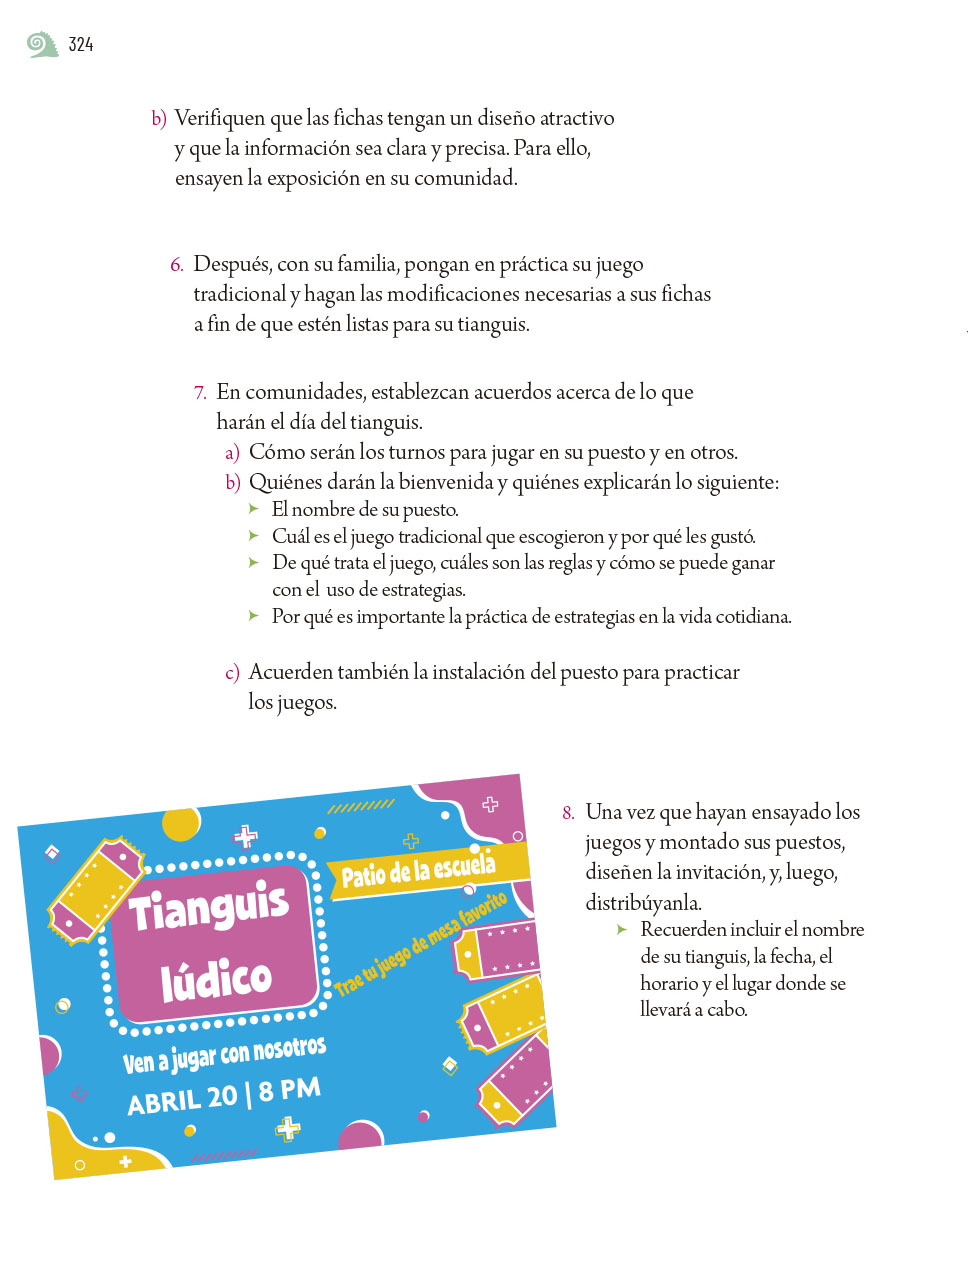 324
b) Verifiquen que las fichas tengan un diseño atractivo
y que la información sea clara y precisa. Para ello,
ensayen la exposición en su comunidad.
6. Después, con su familia, pongan en práctica su juego
tradicional y hagan las modificaciones necesarias a sus fichas
a fin de que estén listas para su tianguis.
7. En comunidades, establezcan acuerdos acerca de lo que
harán el día del tianguis.
a) Cómo serán los turnos para jugar en su puesto y en otros.
b) Quiénes darán la bienvenida y quiénes explicarán lo siguiente:
➤ El nombre de su puesto.
➤ Cuál es el juego tradicional que escogieron y por qué les gustó.
➤ De qué trata el juego, cuáles son las reglas y cómo se puede ganar
con el uso de estrategias.
➤ Por qué es importante la práctica de estrategias en la vida cotidiana.
c) Acuerden también la instalación del puesto para practicar
los juegos.
Tianguis
lúdico
Patio de la escuela
Trae tu juego de mesa favorito
Ven a jugar con nosotros
ABRIL 20 | 8 PM
8. Una vez que hayan ensayado los
juegos y montado sus puestos,
diseñen la invitación, y, luego,
distribúyanla.
➤ Recuerden incluir el nombre
de su tianguis, la fecha, el
horario y el lugar donde se
llevará a cabo.